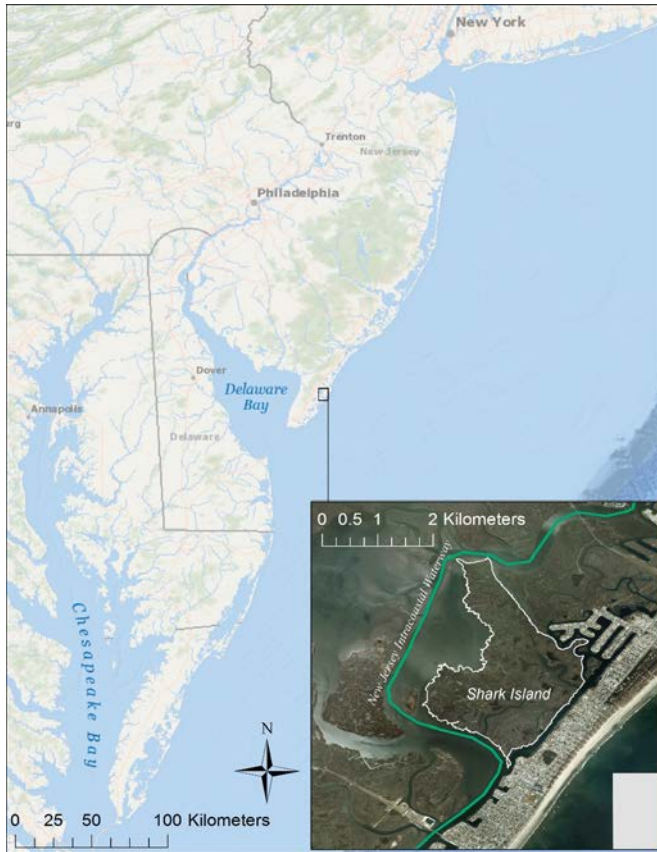 New York
urg
Trenton
New Jersey
Philadelphia
Dover
Delaware
Bay
Annapolis
Delaware
Chesapeake Bay
N
0 25 50 100 Kilometers
0 0.5 1 2 Kilometers
New Jersey Intracoastal Waterway
Shark Island